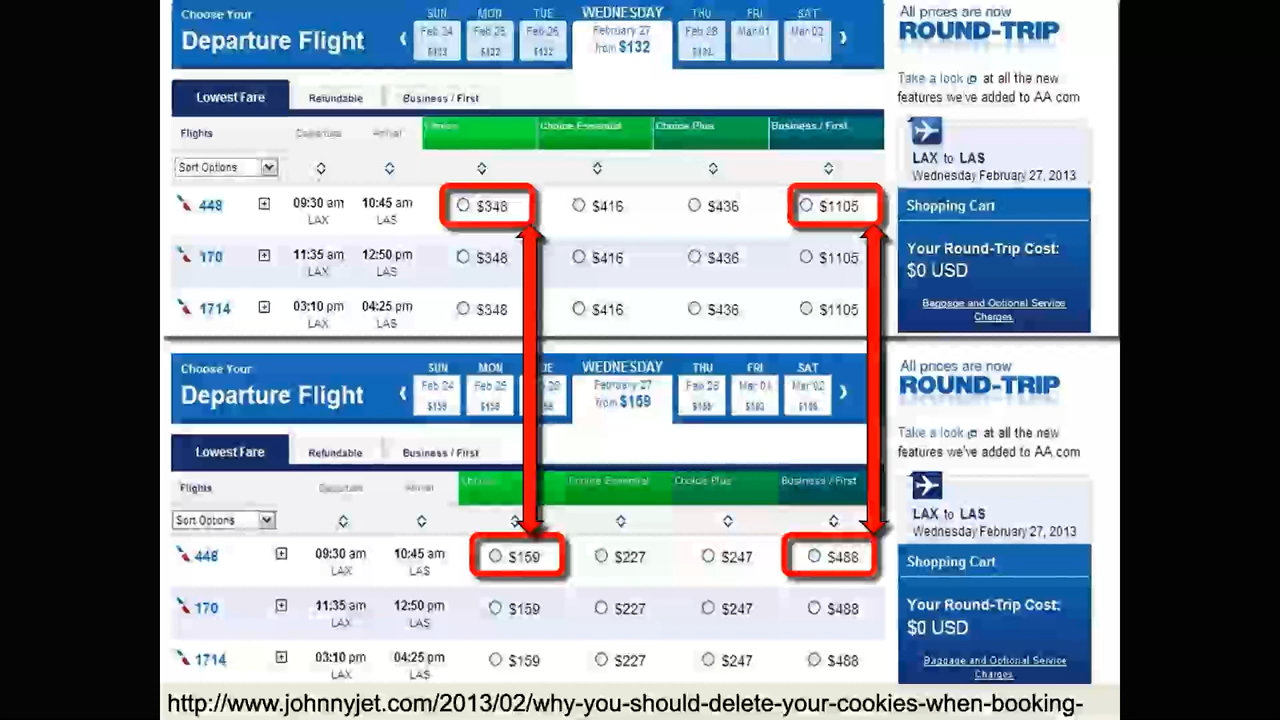 Choose Your
Departure Flight
SUN MON TUE WEDNESDAY THU FRI SAT
Feb 24 Feb 25 Feb 26 February 27 Feb 28 Mar 01 Mar 02
from $132
All prices are now
ROUND-TRIP
Take a look at all the new
features we've added to AA.com
Lowest Fare Refundable Business / First
Flights Departure Arrival Choice Choice Essential Choice Plus Business / First
Sort Options
448 09:30 am 10:45 am $348 $416 $436 $1105
LAX LAS
170 11:35 am 12:50 pm $348 $416 $436 $1105
LAX LAS
1714 03:10 pm 04:25 pm $348 $416 $436 $1105
LAX LAS
LAX to LAS
Wednesday February 27, 2013
Shopping Cart
Your Round-Trip Cost:
$0 USD
Baggage and Optional Service
Charges
Choose Your
Departure Flight
SUN MON WEDNESDAY THU FRI SAT
Feb 24 Feb 25 February 27 Feb 28 Mar 01 Mar 02
from $159
All prices are now
ROUND-TRIP
Take a look at all the new
features we've added to AA.com
Lowest Fare Refundable Business / First
Flights Departure Arrival Choice Choice Essential Choice Plus Business / First
Sort Options
448 09:30 am 10:45 am $159 $227 $247 $488
LAX LAS
170 11:35 am 12:50 pm $159 $227 $247 $488
LAX LAS
1714 03:10 pm 04:25 pm $159 $227 $247 $488
LAX LAS
LAX to LAS
Wednesday February 27, 2013
Shopping Cart
Your Round-Trip Cost:
$0 USD
Baggage and Optional Service
Charges
http://www.johnnyjet.com/2013/02/why-you-should-delete-your-cookies-when-booking-